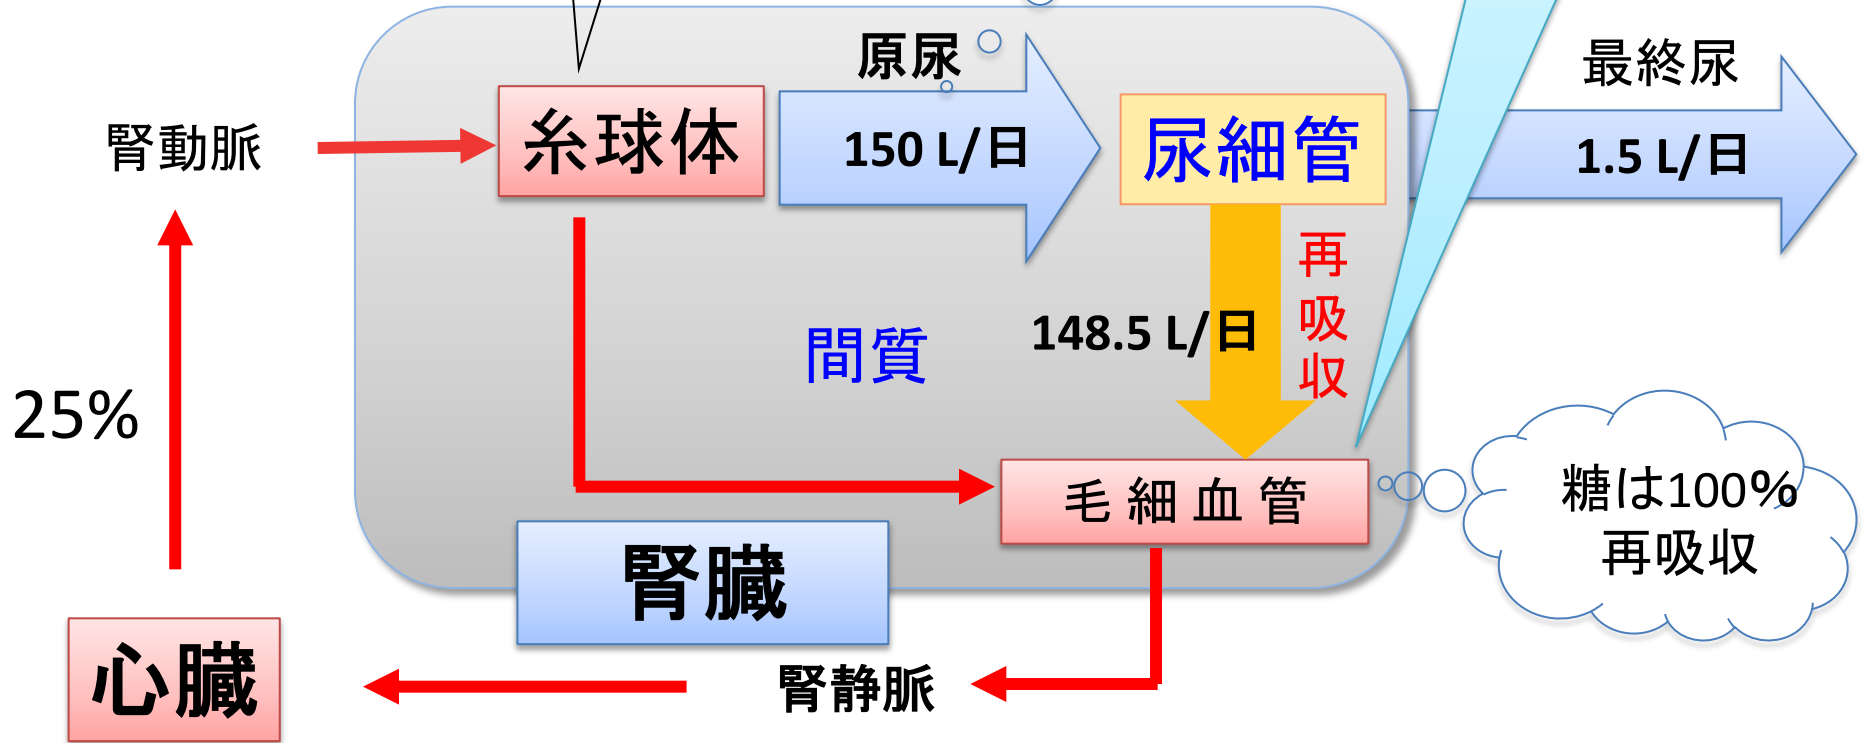 原尿
最終尿
腎動脈
糸球体
150 L/日
尿細管
1.5 L/日
再
吸
収
148.5 L/日
間質
25%
毛細血管
糖は100%
再吸収
腎臓
心臓
腎静脈